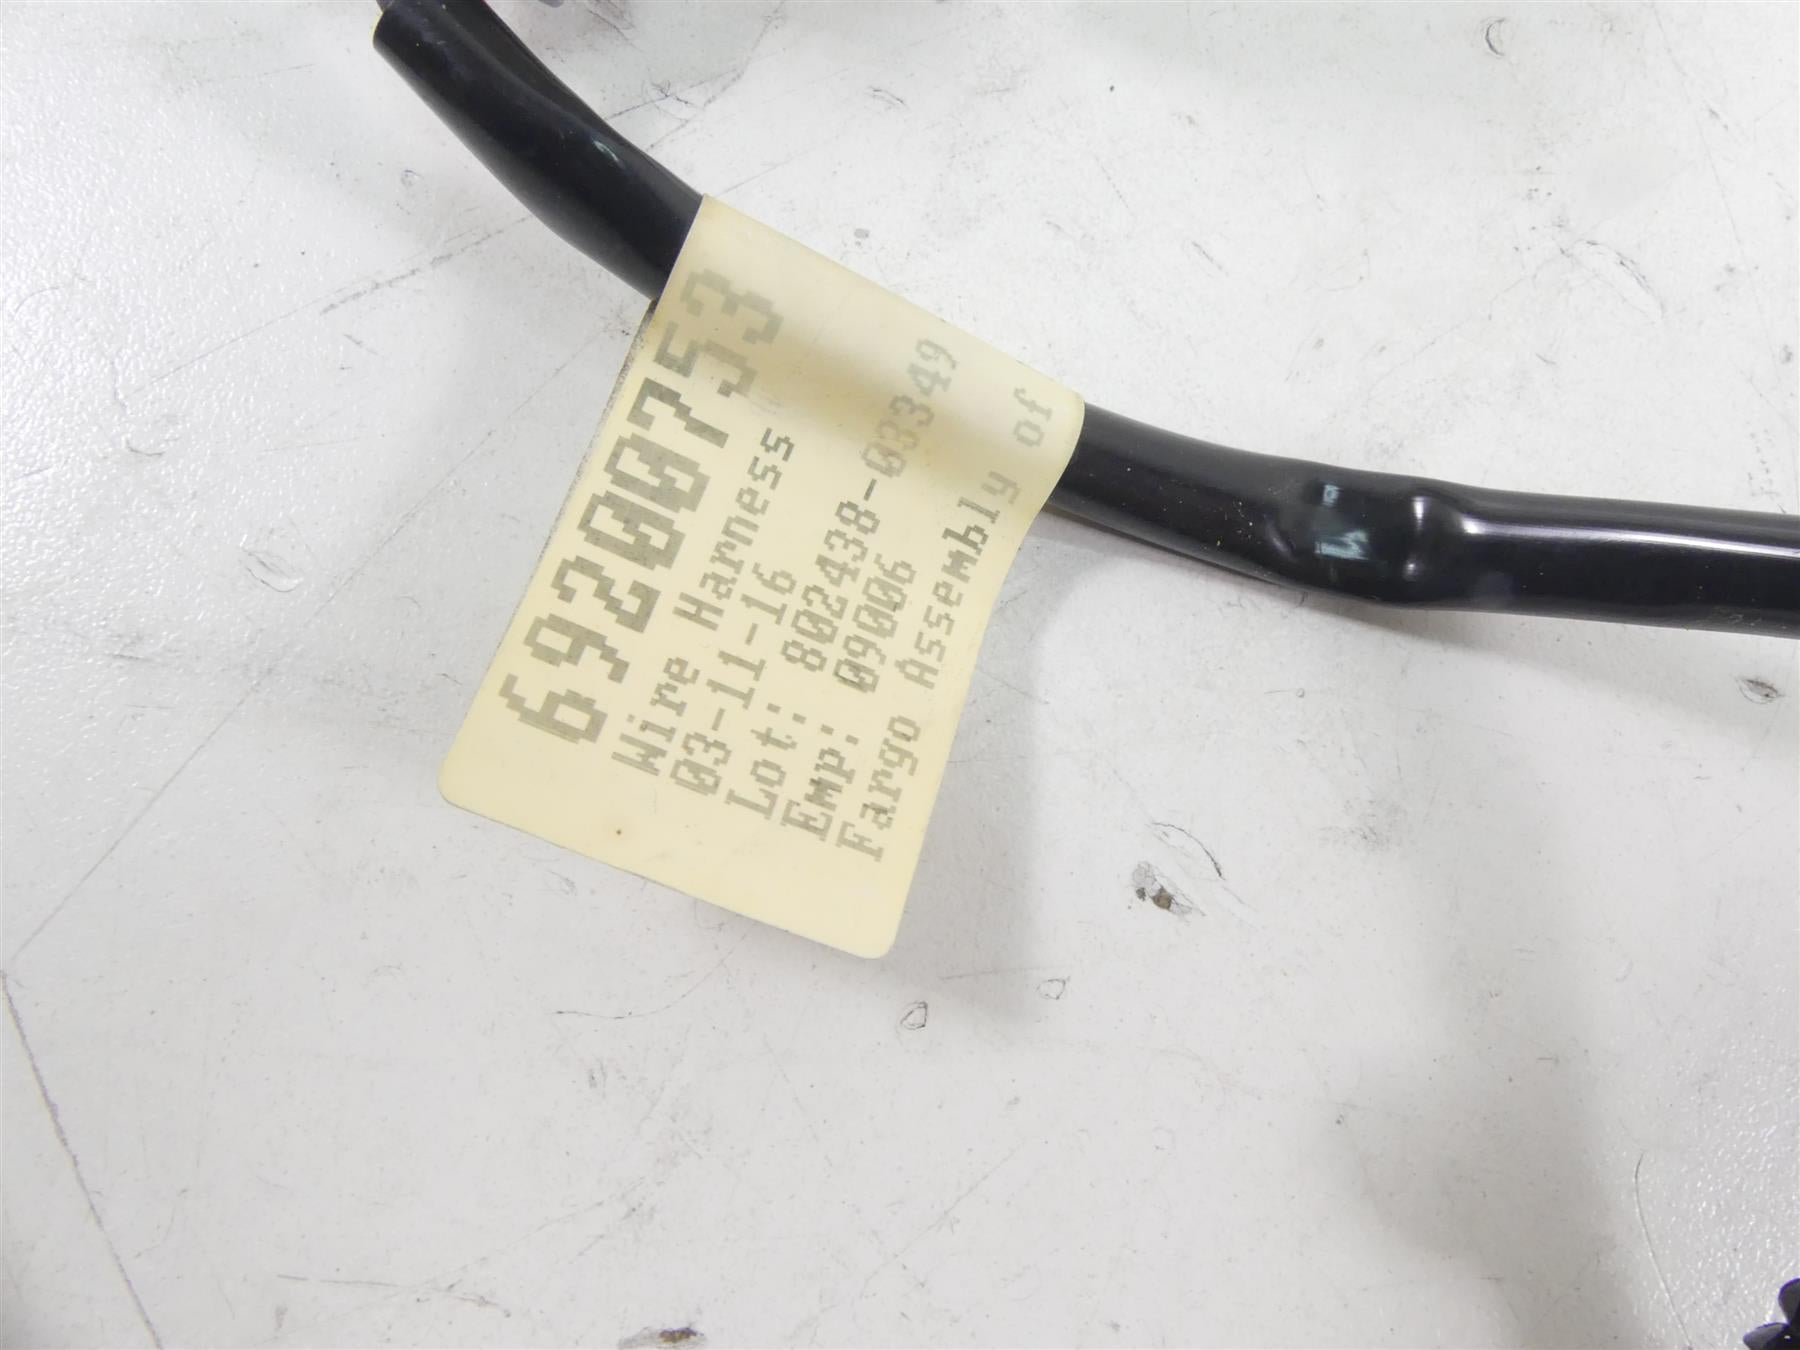 69200753
Wire Harness
03-11-16
Lot: 802438-03349
Emp: 09006
Fargo Assembly of